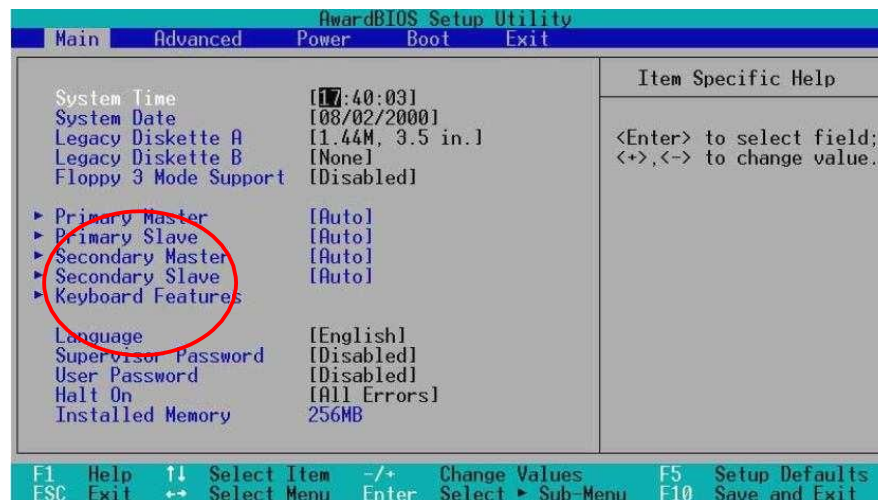 AwardBIOS Setup Utility
Main Advanced Power Boot Exit
Item Specific Help
System Time [17:40:03]
System Date [08/02/2000]
Legacy Diskette A [1.44M, 3.5 in.] <Enter> to select field;
Legacy Diskette B [None] <+>,<-> to change value.
Floppy 3 Mode Support [Disabled]
▶ Primary Master [Auto]
▶ Primary Slave [Auto]
▶ Secondary Master [Auto]
▶ Secondary Slave [Auto]
▶ Keyboard Features
Language [English]
Supervisor Password [Disabled]
User Password [Disabled]
Halt On [All Errors]
Installed Memory 256MB
F1 Help ↑↓ Select Item -/+ Change Values F5 Setup Defaults
ESC Exit ←→ Select Menu Enter Select ▶ Sub-Menu F10 Save and Exit